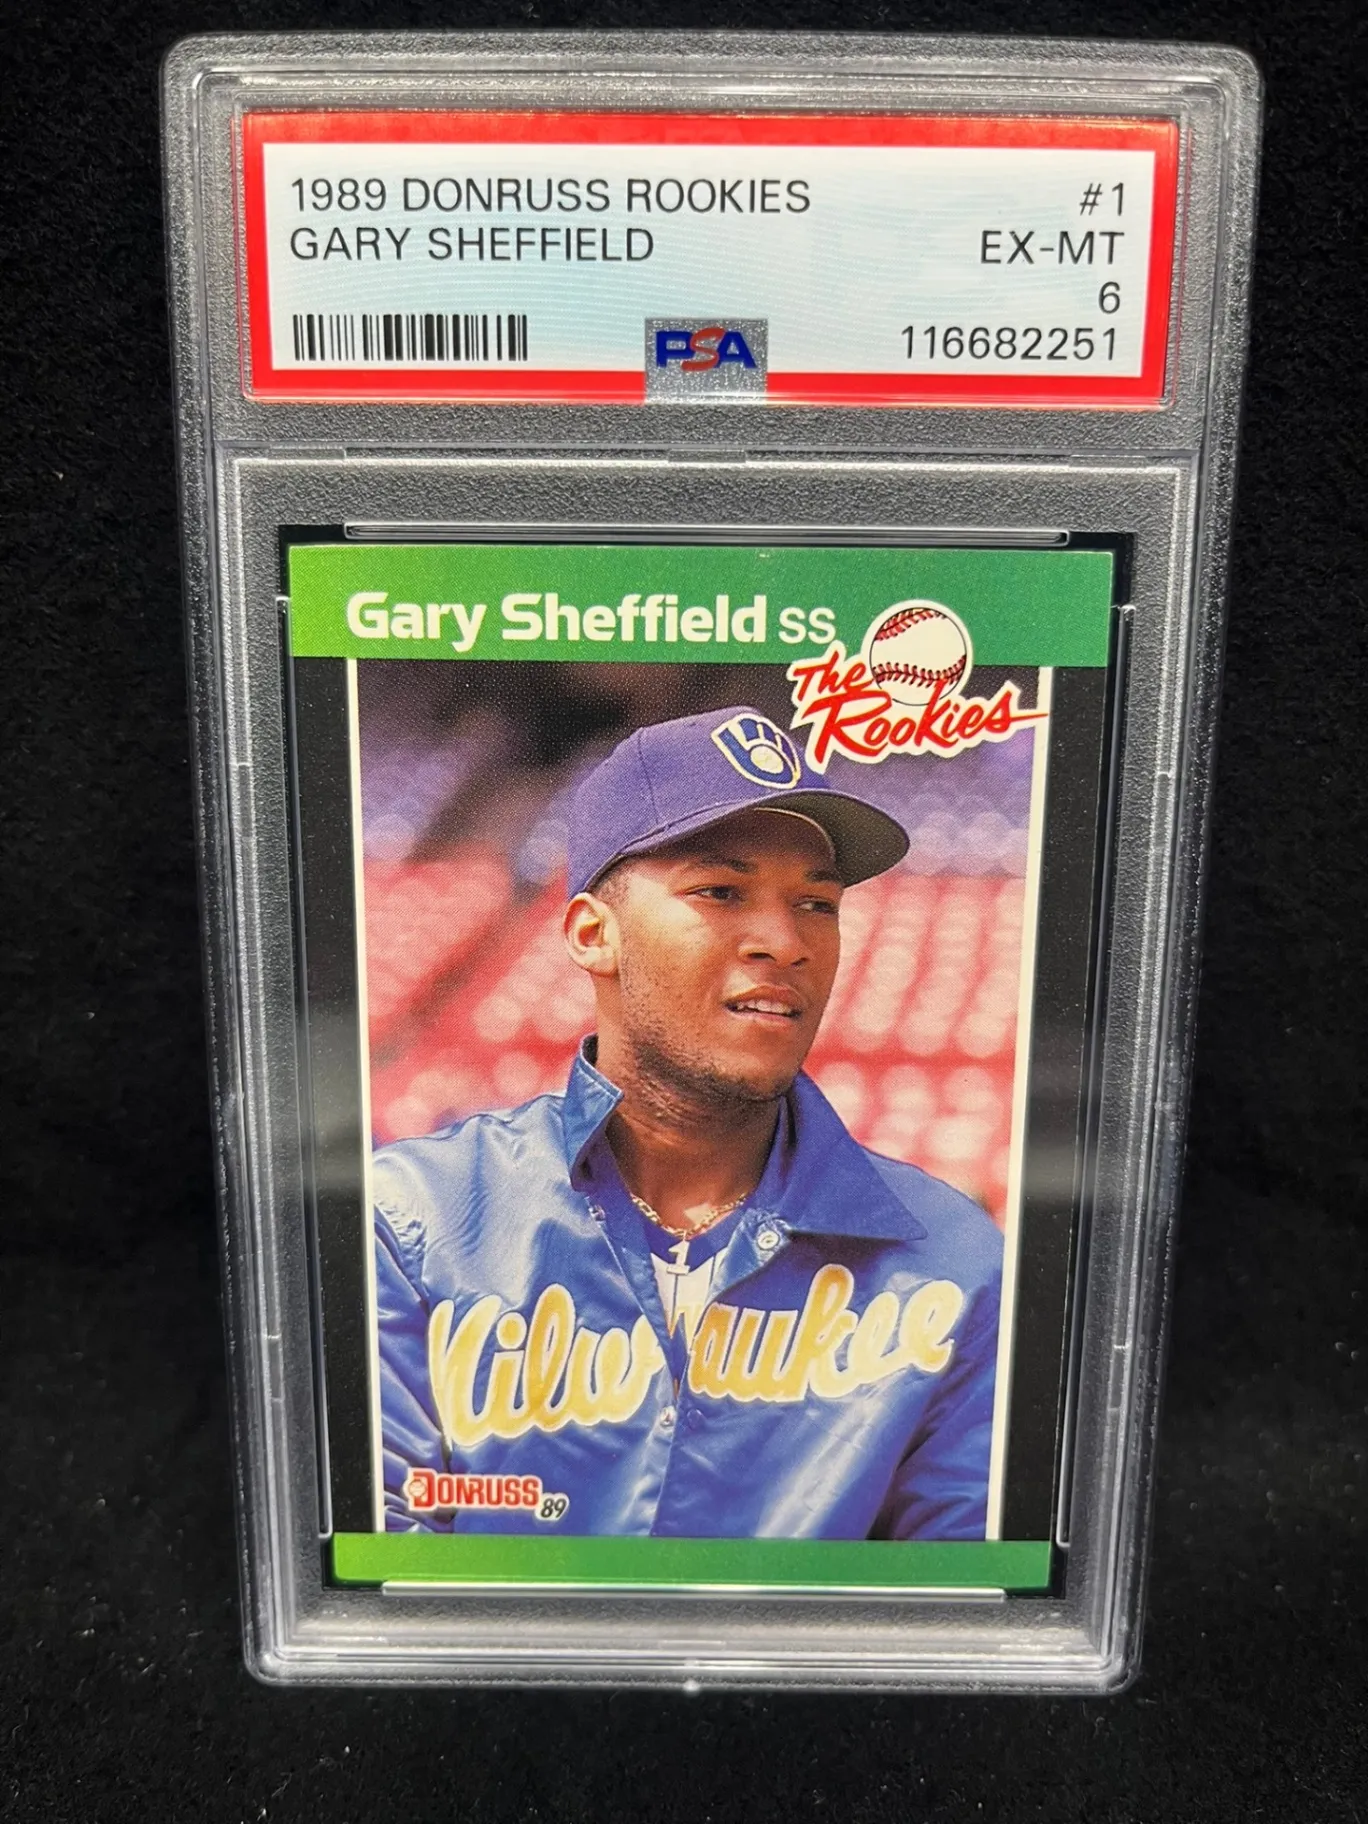 1989 DONRUSS ROOKIES #1
GARY SHEFFIELD EX-MT
6
PSA 116682251
Gary Sheffield SS
The
Rookies
1
Milwaukee
DONRUSS 89